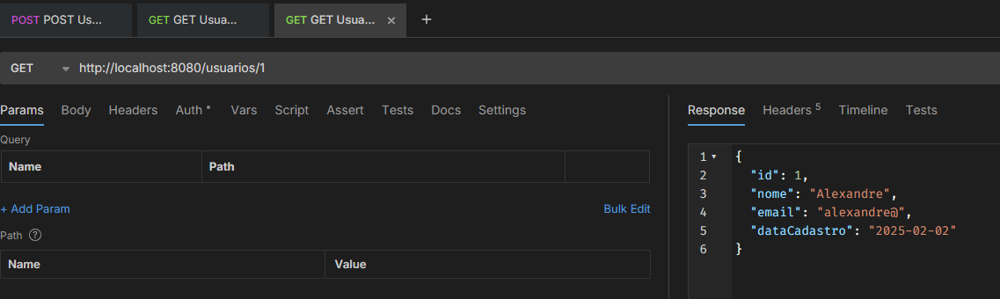 POST POST Us... GET GET Usua... GET GET Usua... × +
GET http://localhost:8080/usuarios/1
Params Body Headers Auth * Vars Script Assert Tests Docs Settings
Query
Name Path
+ Add Param Bulk Edit
Path ?
Name Value
Response Headers 5 Timeline Tests
1 {
2 "id": 1,
3 "nome": "Alexandre",
4 "email": "alexandre@",
5 "dataCadastro": "2025-02-02"
6 }